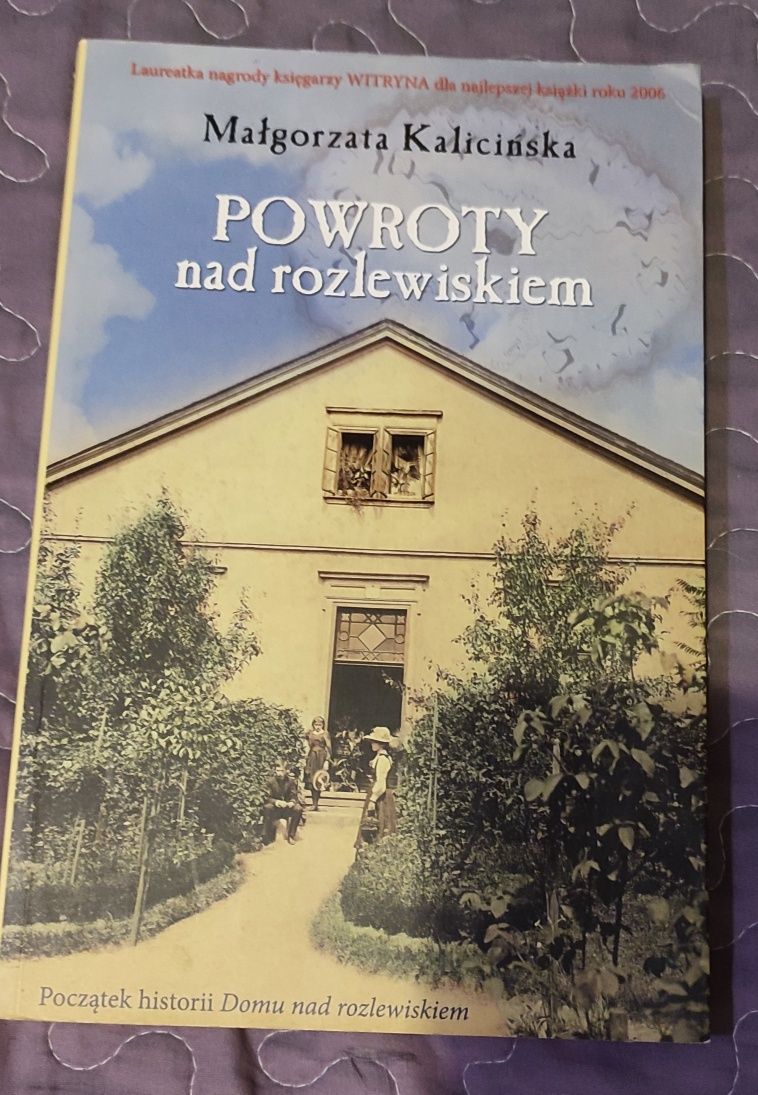 Laureatka nagrody księgarzy WITRYNA dla najlepszej książki roku 2006
Małgorzata Kalicińska
POWROTY
nad rozlewiskiem
Początek historii Domu nad rozlewiskiem